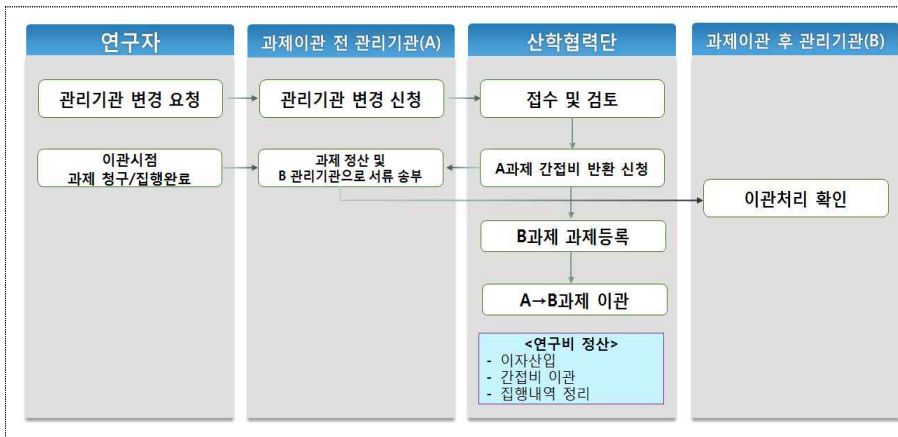 연구자
과제이관 전 관리기관(A)
산학협력단
과제이관 후 관리기관(B)
관리기관 변경 요청
관리기관 변경 신청
접수 및 검토
이관시점
과제 청구/집행완료
과제 정산 및
B 관리기관으로 서류 송부
A과제 간접비 반환 신청
이관처리 확인
B과제 과제등록
A→B과제 이관
<연구비 정산>
- 이자산입
- 간접비 이관
- 집행내역 정리